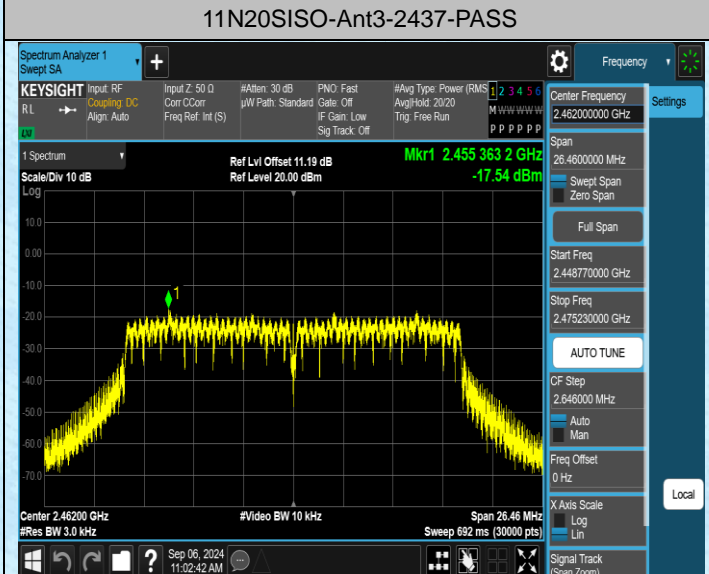 11N20SISO-Ant3-2437-PASS
Spectrum Analyzer 1
Swept SA
+
Frequency
KEYSIGHT
RL
Input: RF
Coupling: DC
Align: Auto
Input Z: 50 Ω
Corr CCorr
Freq Ref: Int (S)
#Atten: 30 dB
µW Path: Standard
PNO: Fast
Gate: Off
IF Gain: Low
Sig Track: Off
#Avg Type: Power (RMS
Avg|Hold: 20/20
Trig: Free Run
1 2 3 4 5 6
M W W W W W
P P P P P P
Center Frequency
2.462000000 GHz
Settings
Span
26.4600000 MHz
Swept Span
Zero Span
Full Span
Start Freq
2.448770000 GHz
Stop Freq
2.475230000 GHz
AUTO TUNE
CF Step
2.646000 MHz
Auto
Man
Freq Offset
0 Hz
X Axis Scale
Log
Lin
Signal Track
(Span Zoom)
Local
1 Spectrum
Scale/Div 10 dB
Log
Ref Lvl Offset 11.19 dB
Ref Level 20.00 dBm
Mkr1 2.455 363 2 GHz
-17.54 dBm
10.0
0.00
-10.0
-20.0
-30.0
-40.0
-50.0
-60.0
-70.0
1
Center 2.46200 GHz
#Res BW 3.0 kHz
#Video BW 10 kHz
Span 26.46 MHz
Sweep 692 ms (30000 pts)
?
Sep 06, 2024
11:02:42 AM